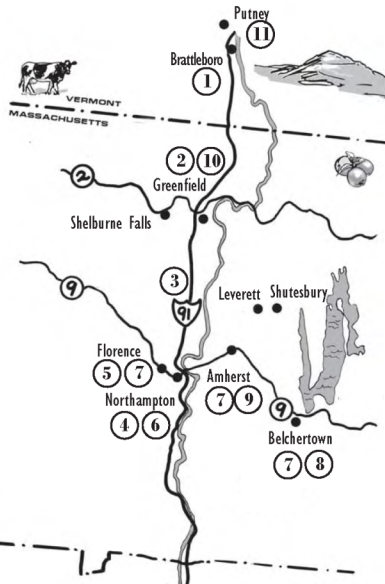 Putney
11
Brattleboro
1
VERMONT
MASSACHUSETTS
2 10
2
Greenfield
Shelburne Falls
3
9
91
Leverett Shutesbury
Florence
5 7
Amherst
7 9
Northampton
4 6
9
Belchertown
7 8